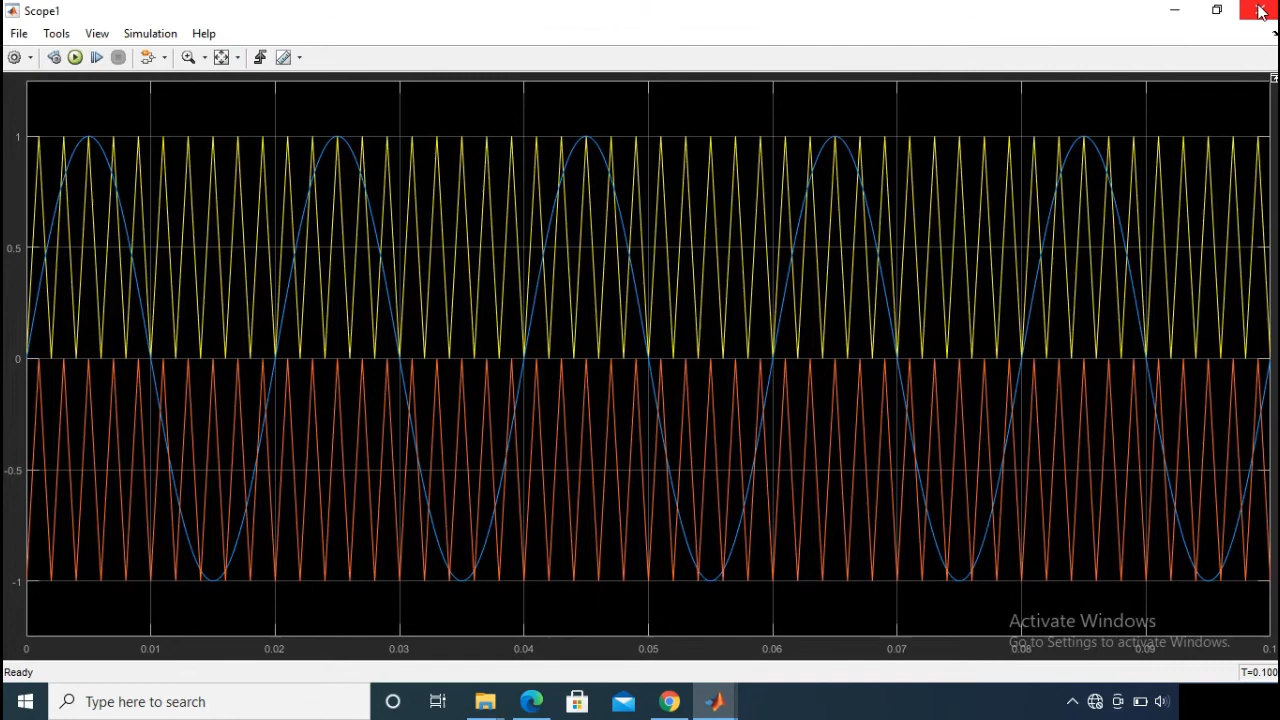 Scope1
File Tools View Simulation Help
1
0.5
0
-0.5
-1
0 0.01 0.02 0.03 0.04 0.05 0.06 0.07 0.08 0.09 0.1
Activate Windows
Go to Settings to activate Windows.
Ready T=0.100
Type here to search